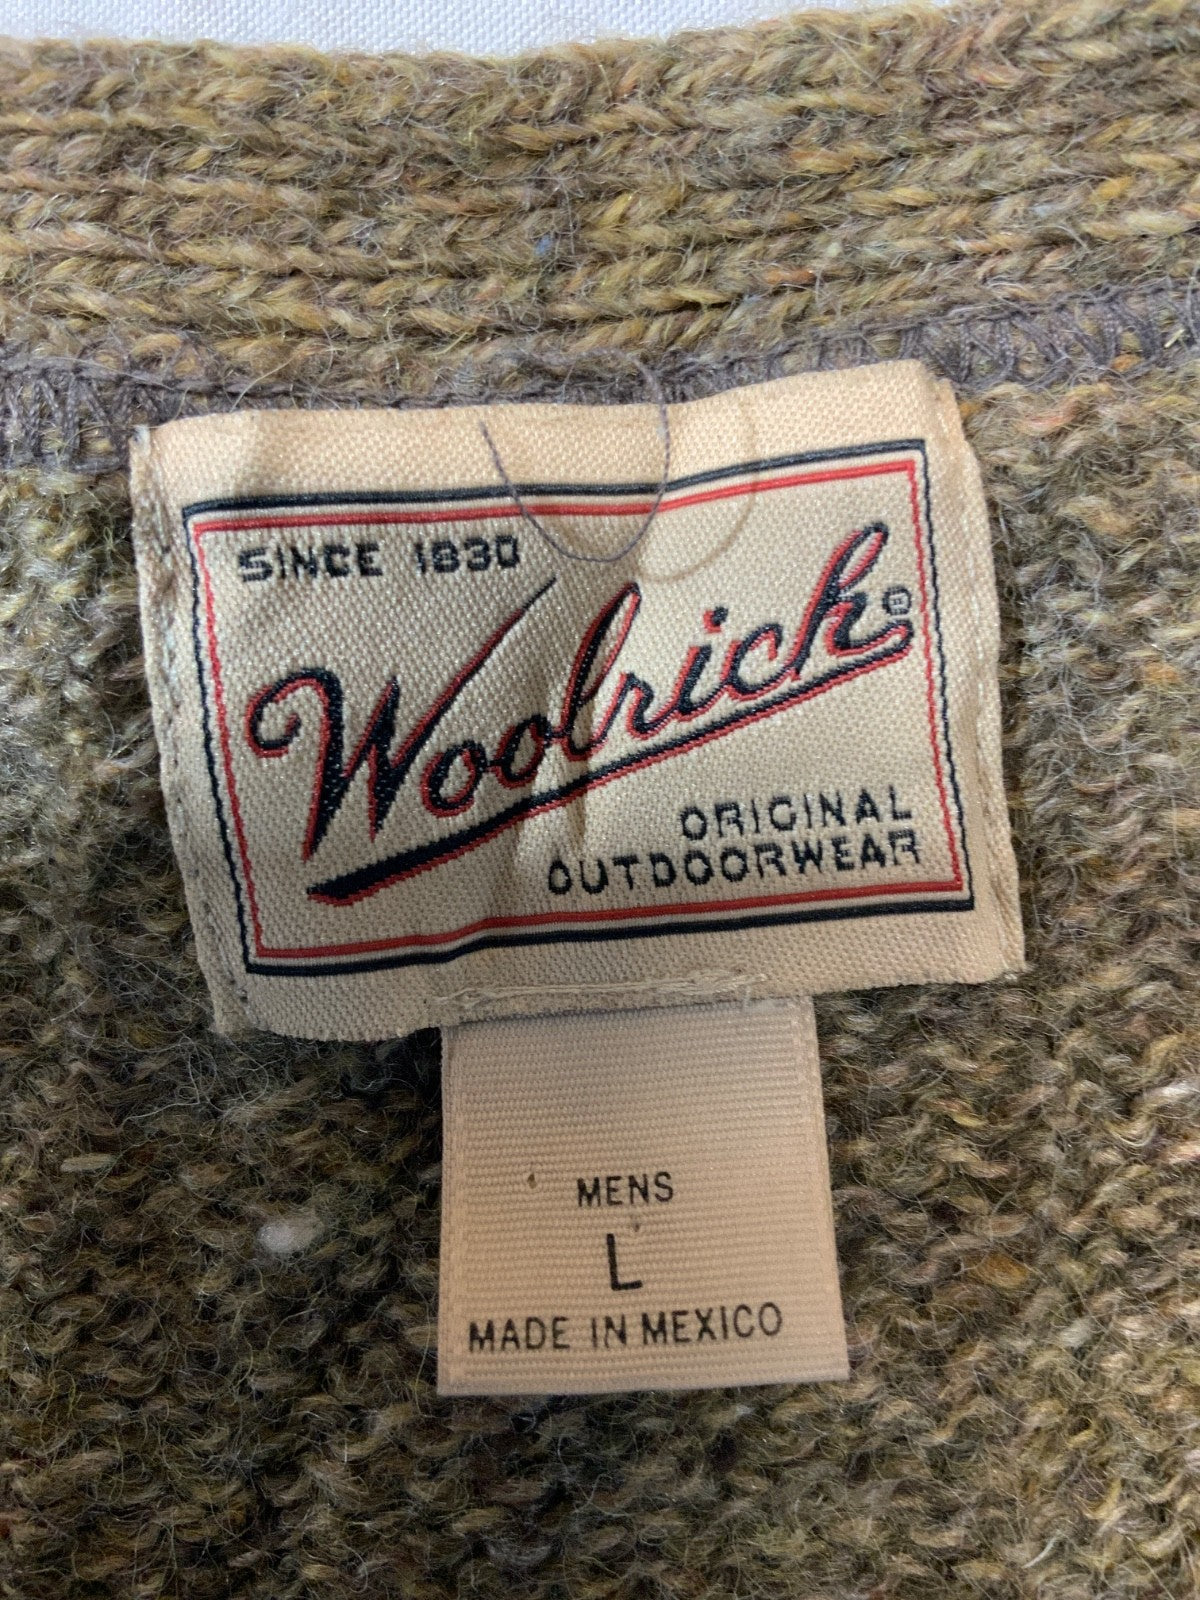 SINCE 1830
Woolrich®
ORIGINAL
OUTDOORWEAR
MENS
L
MADE IN MEXICO